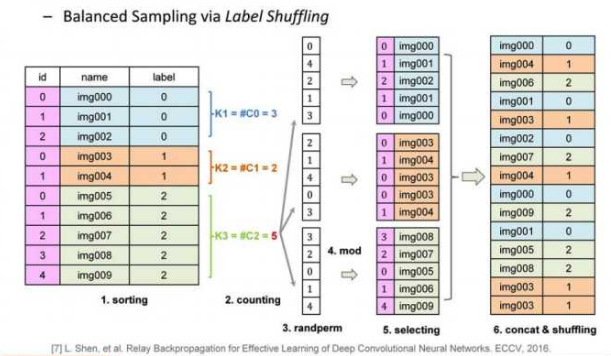 – Balanced Sampling via Label Shuffling
id name label
0 img000 0
1 img001 0
2 img002 0
0 img003 1
1 img004 1
0 img005 2
1 img006 2
2 img007 2
3 img008 2
4 img009 2
1. sorting
K1 = #C0 = 3
K2 = #C1 = 2
K3 = #C2 = 5
2. counting
0
4
2
1
3
2
1
4
0
3
3
2
0
1
4
3. randperm
4. mod
0 img000
1 img001
2 img002
1 img001
0 img000
0 img003
1 img004
0 img003
0 img003
1 img004
3 img008
2 img007
0 img005
1 img006
4 img009
5. selecting
img000 0
img004 1
img006 2
img001 0
img003 1
img002 0
img007 2
img004 1
img000 0
img009 2
img001 0
img005 2
img008 2
img003 1
img003 1
6. concat & shuffling
[7] L. Shen, et al. Relay Backpropagation for Effective Learning of Deep Convolutional Neural Networks. ECCV, 2016.